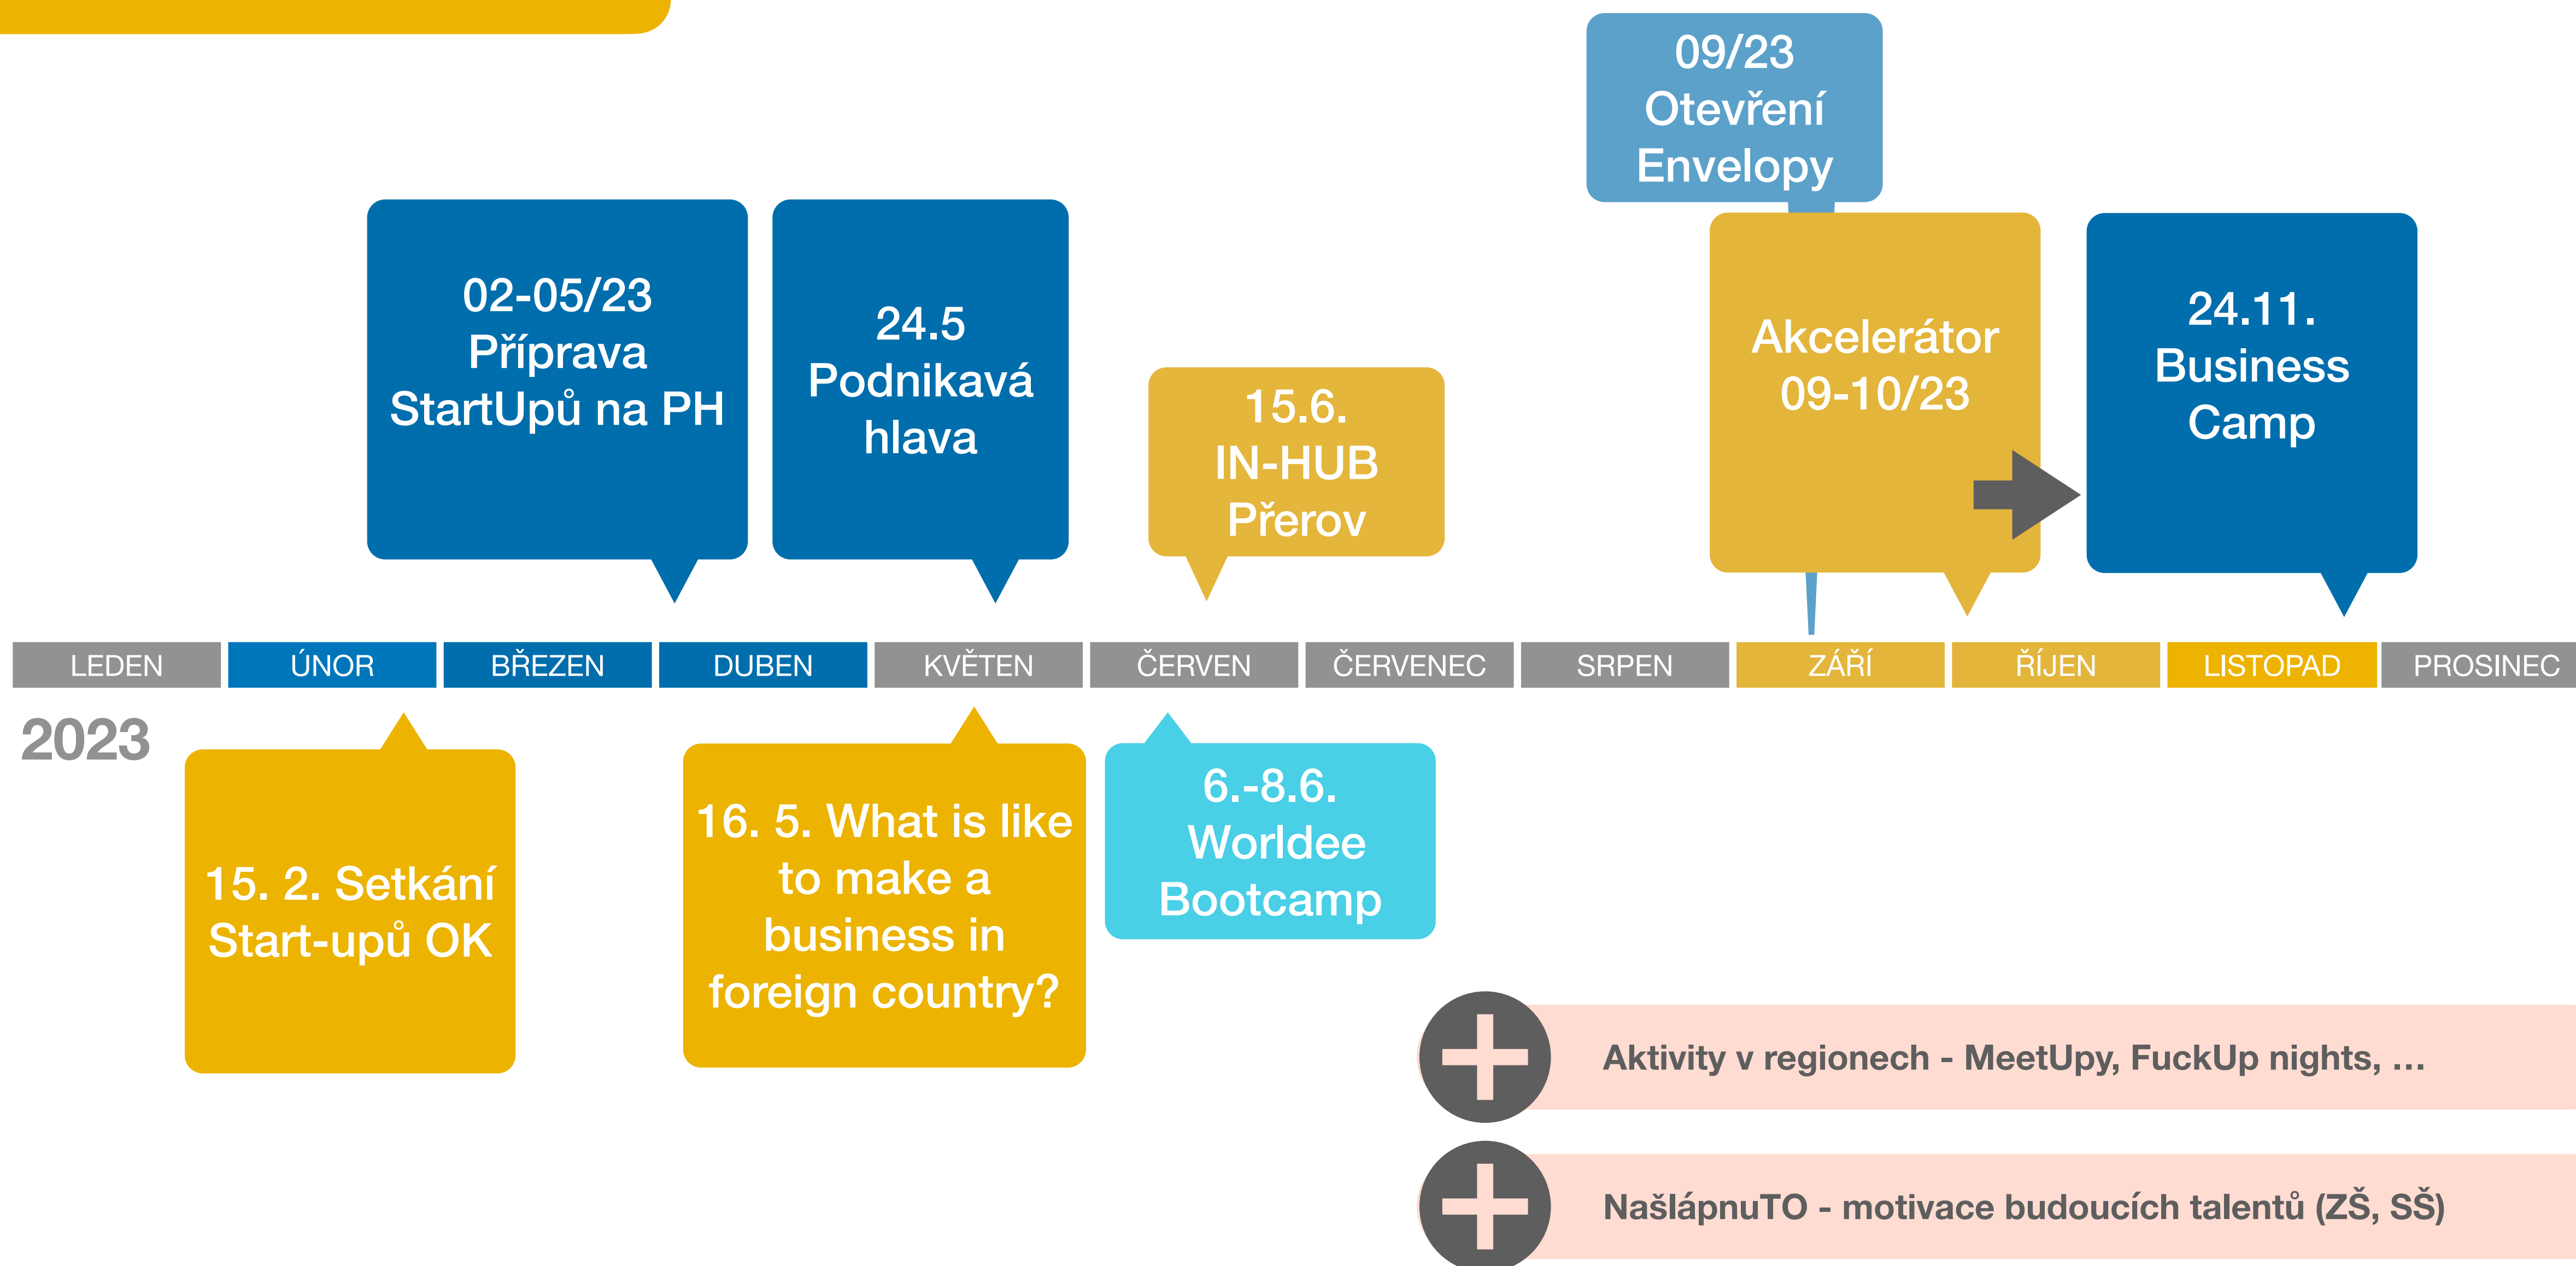 09/23
Otevření
Envelopy
02-05/23
Příprava
StartUpů na PH
24.5
Podnikavá
hlava
15.6.
IN-HUB
Přerov
Akcelerátor
09-10/23
24.11.
Business
Camp
LEDEN
ÚNOR
BŘEZEN
DUBEN
KVĚTEN
ČERVEN
ČERVENEC
SRPEN
ZÁŘÍ
ŘÍJEN
LISTOPAD
PROSINEC
2023
15. 2. Setkání
Start-upů OK
16. 5. What is like
to make a
business in
foreign country?
6.-8.6.
Worldee
Bootcamp
Aktivity v regionech - MeetUpy, FuckUp nights, …
NašlápnuTO - motivace budoucích talentů (ZŠ, SŠ)